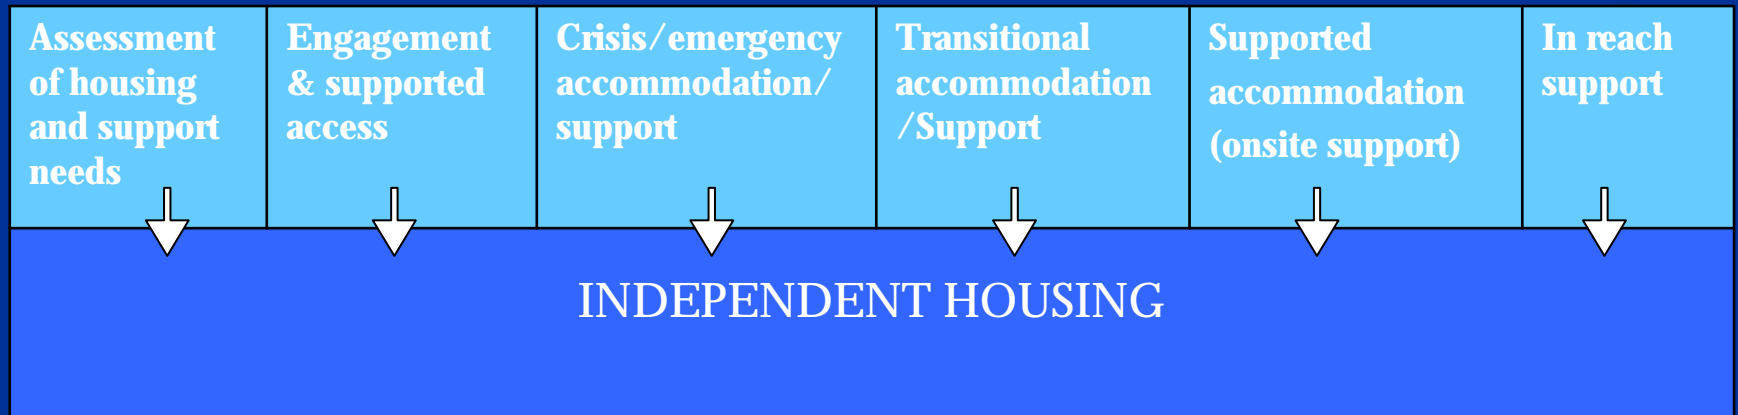 Assessment
of housing
and support
needs
Engagement
& supported
access
Crisis/emergency
accommodation/
support
Transitional
accommodation
/Support
Supported
accommodation
(onsite support)
In reach
support
INDEPENDENT HOUSING